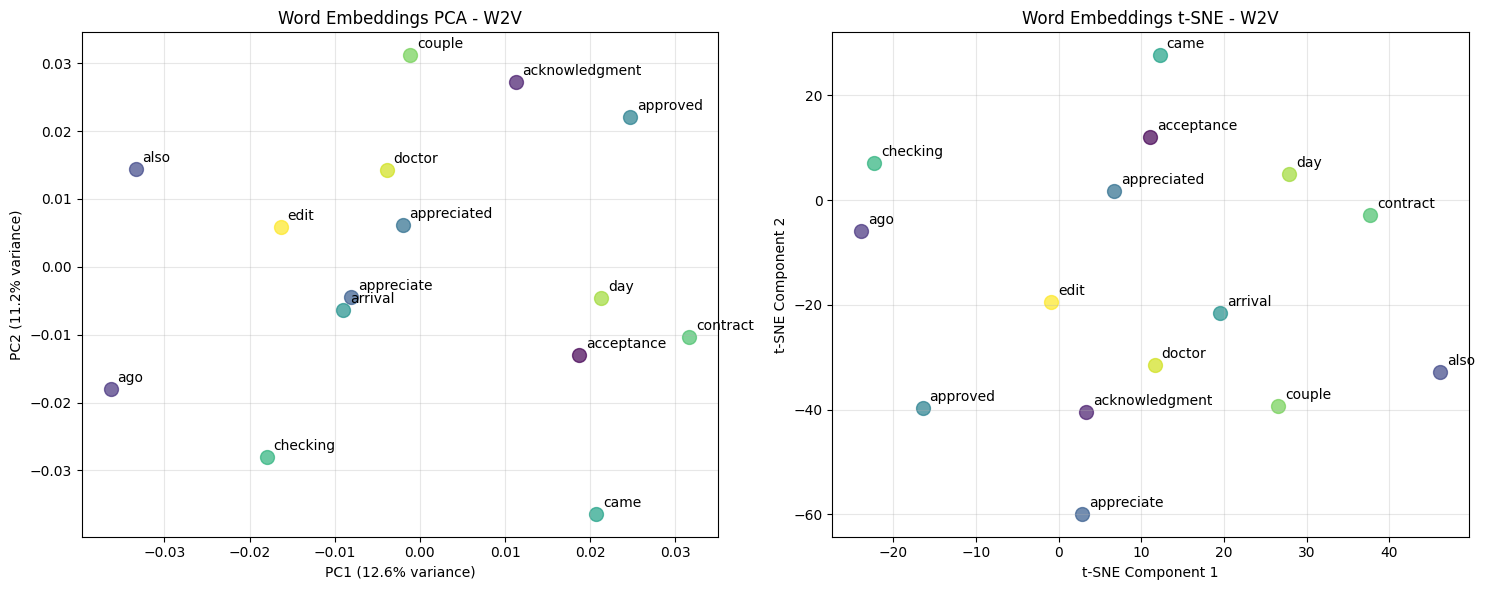 Word Embeddings PCA - W2V
couple
acknowledgment
approved
also
doctor
edit
appreciated
appreciate
arrival
day
contract
acceptance
ago
checking
came
0.03
0.02
0.01
0.00
−0.01
−0.02
−0.03
PC2 (11.2% variance)
−0.03
−0.02
−0.01
0.00
0.01
0.02
0.03
PC1 (12.6% variance)
Word Embeddings t-SNE - W2V
came
acceptance
checking
day
appreciated
contract
ago
edit
arrival
doctor
also
approved
acknowledgment
couple
appreciate
20
0
−20
−40
−60
t-SNE Component 2
−20
−10
0
10
20
30
40
t-SNE Component 1